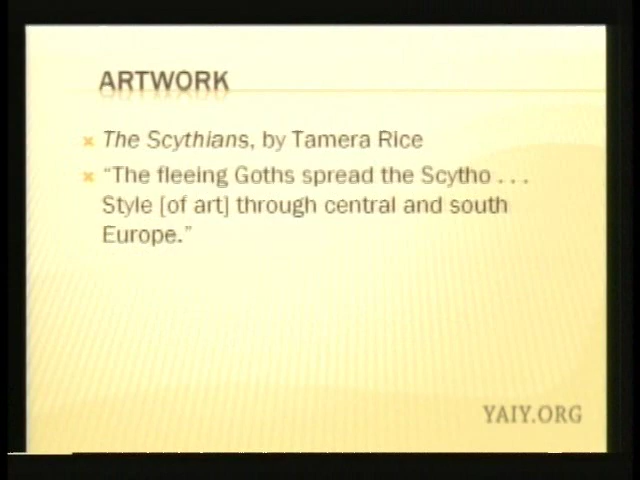 ARTWORK
The Scythians, by Tamera Rice
“The fleeing Goths spread the Scytho . . .
Style [of art] through central and south
Europe.”
YAIY.ORG